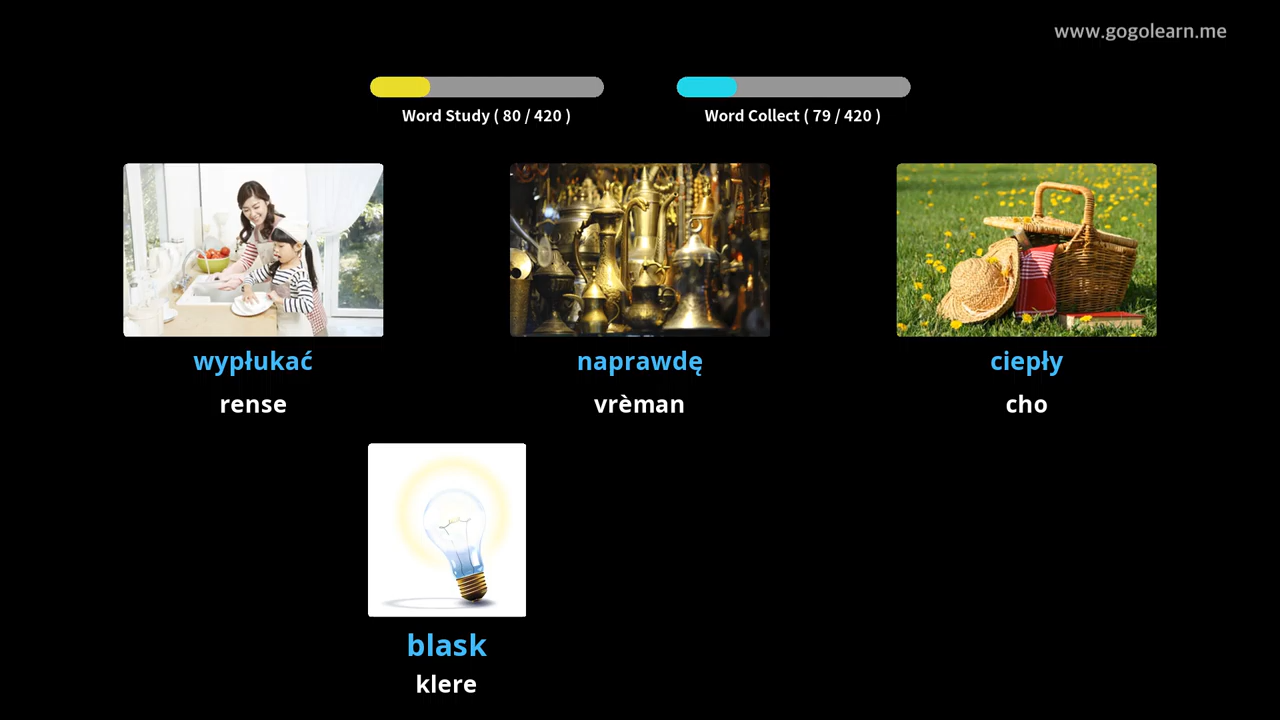 www.gogolearn.me
Word Study ( 80 / 420 )
Word Collect ( 79 / 420 )
wypłukać
naprawdę
ciepły
rense
vrèman
cho
blask
klere